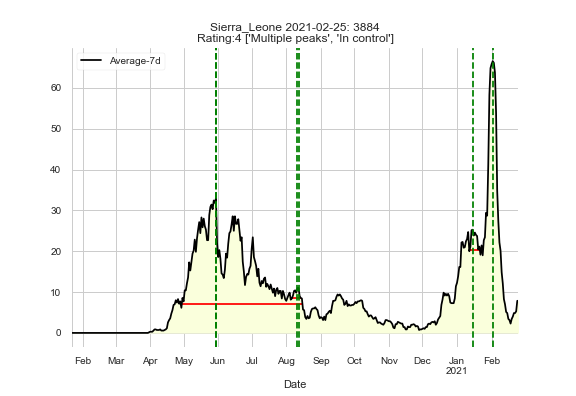 Sierra_Leone 2021-02-25: 3884
Rating:4 ['Multiple peaks', 'In control']
Average-7d
60
50
40
30
20
10
0
Feb Mar Apr May Jun Jul Aug Sep Oct Nov Dec Jan Feb
2021
Date